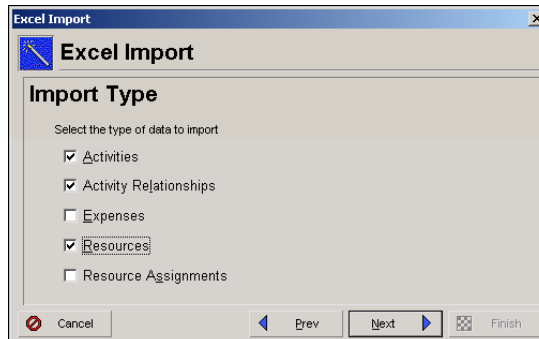 Excel Import
Excel Import
Import Type
Select the type of data to import
Activities
Activity Relationships
Expenses
Resources
Resource Assignments
Cancel Prev Next Finish